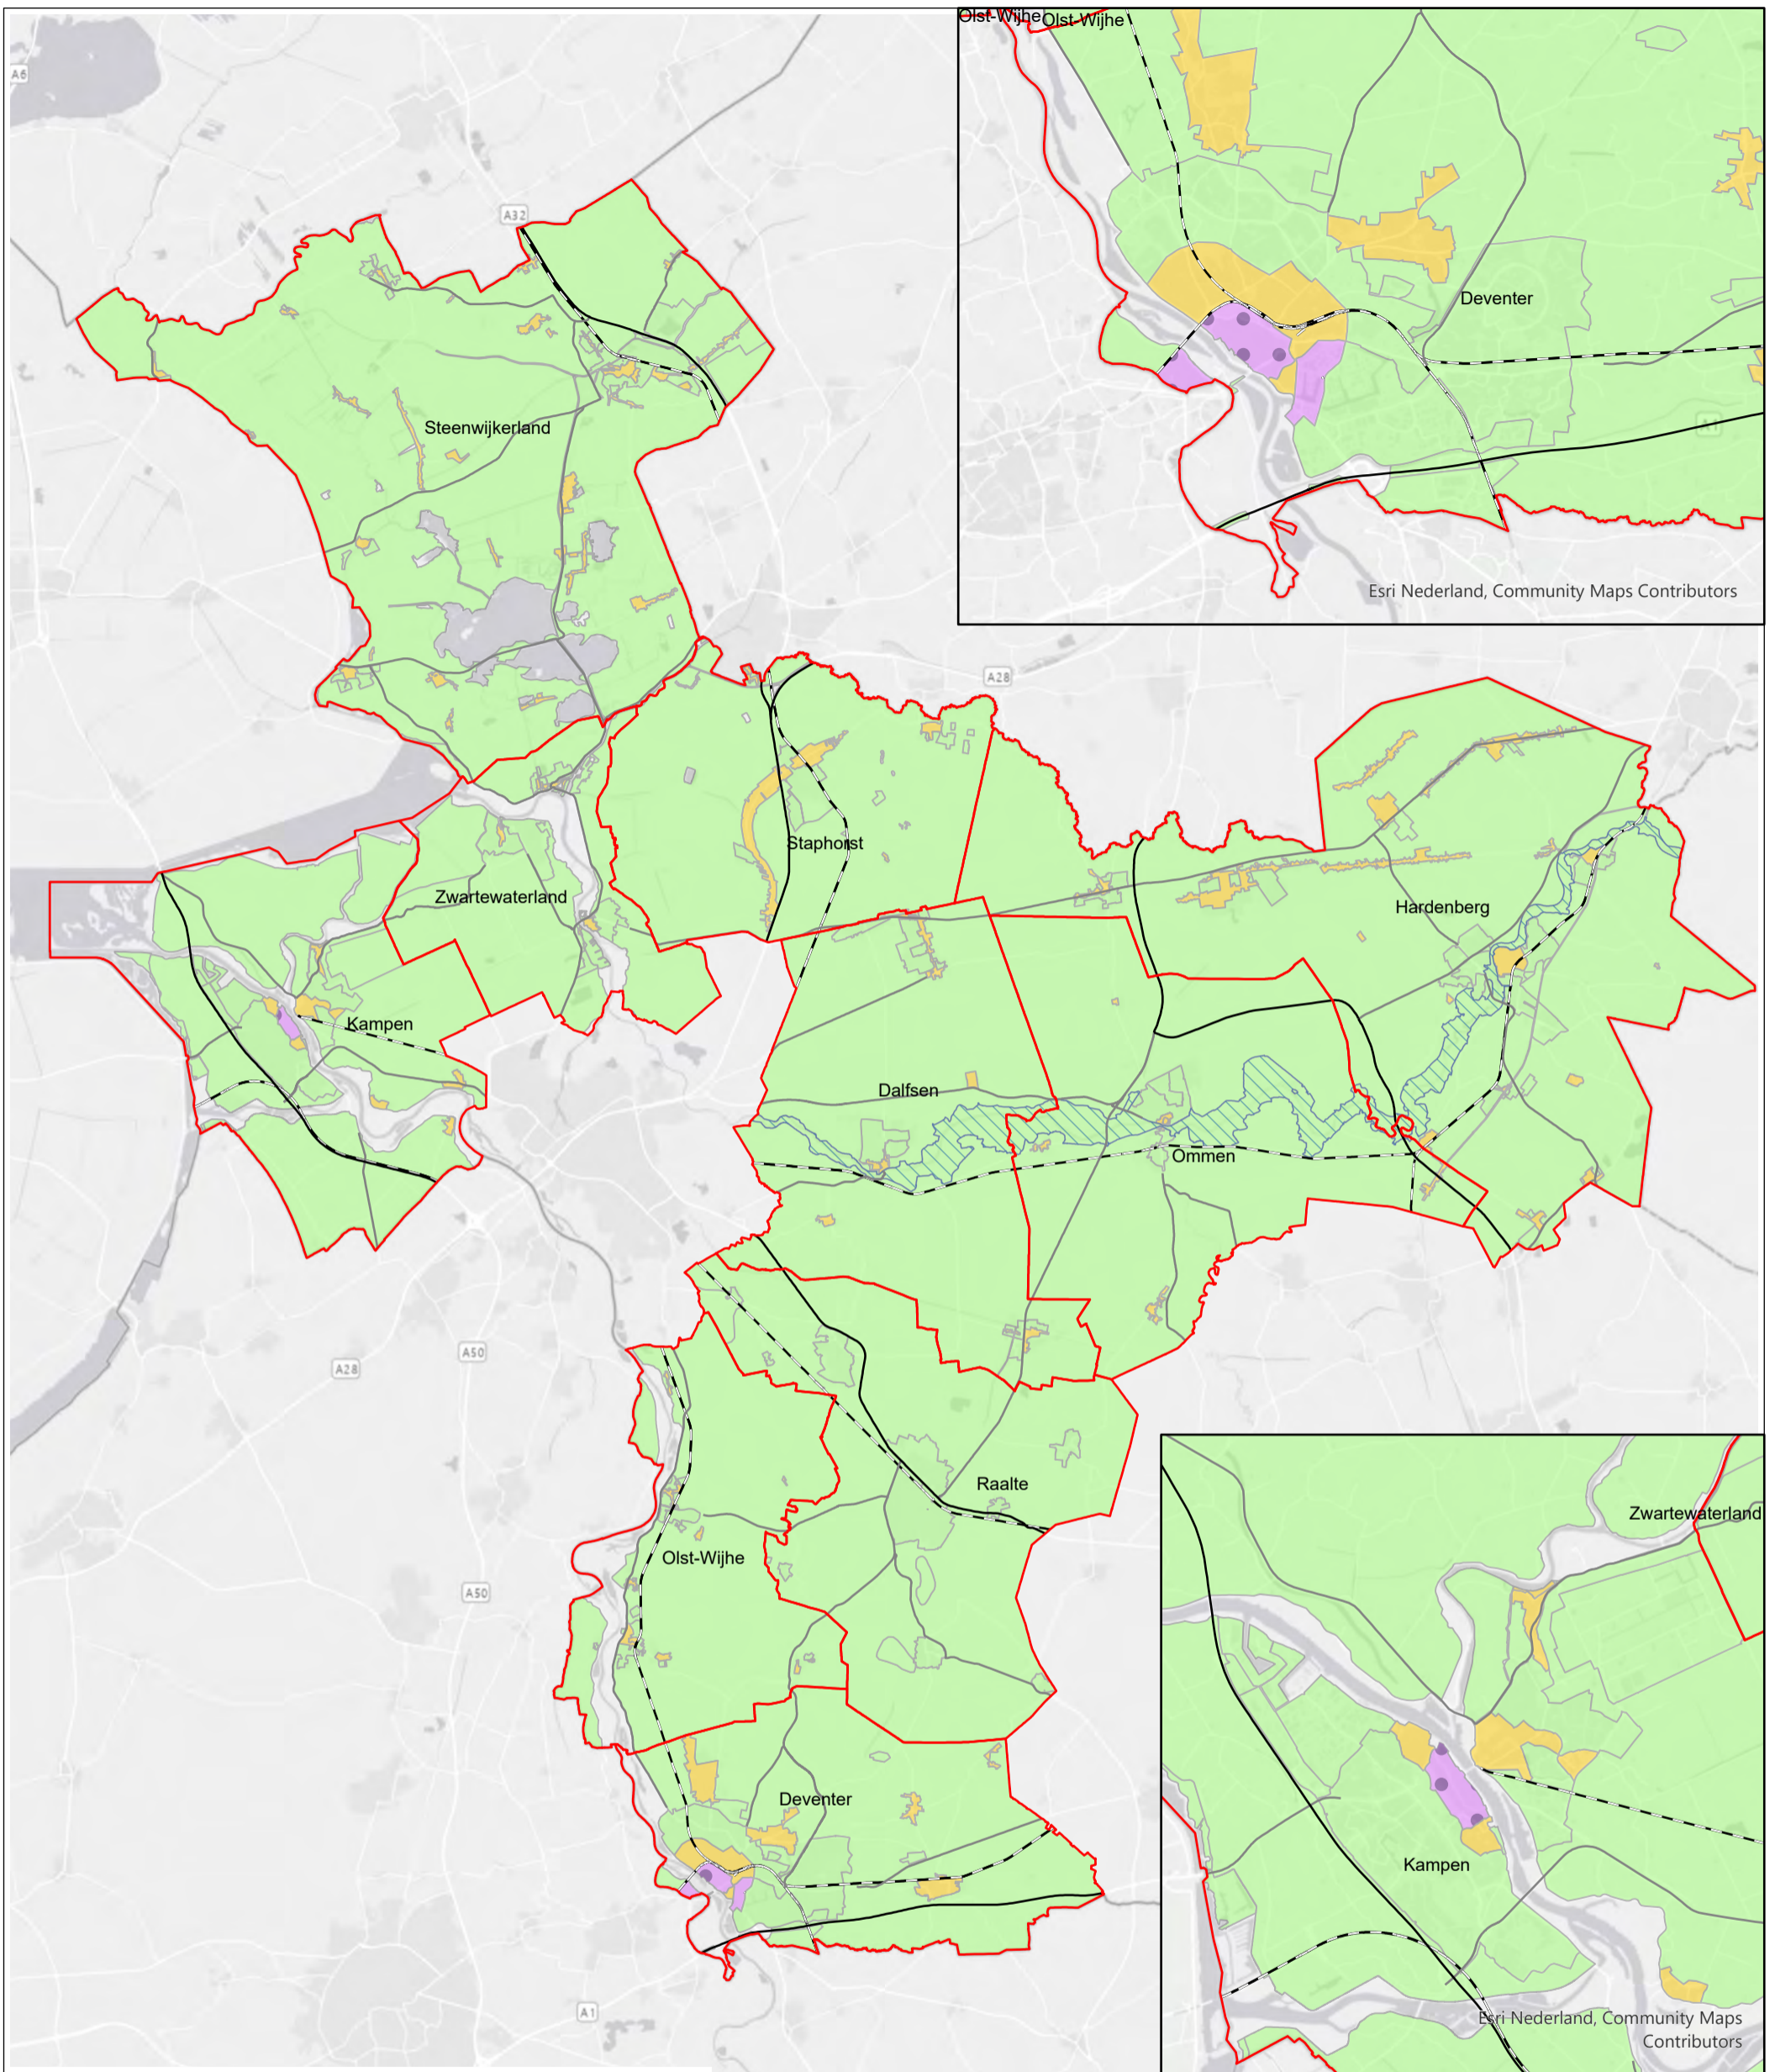 Olst-Wijhe
Olst-Wijhe
A6
A32
Deventer
A1
Steenwijkerland
Esri Nederland, Community Maps Contributors
A28
Staphorst
Zwartewaterland
Hardenberg
Kampen
Dalfsen
Ommen
A50
A28
Raalte
Zwartewaterland
Olst-Wijhe
A50
Deventer
Kampen
A1
Esri Nederland, Community Maps
Contributors